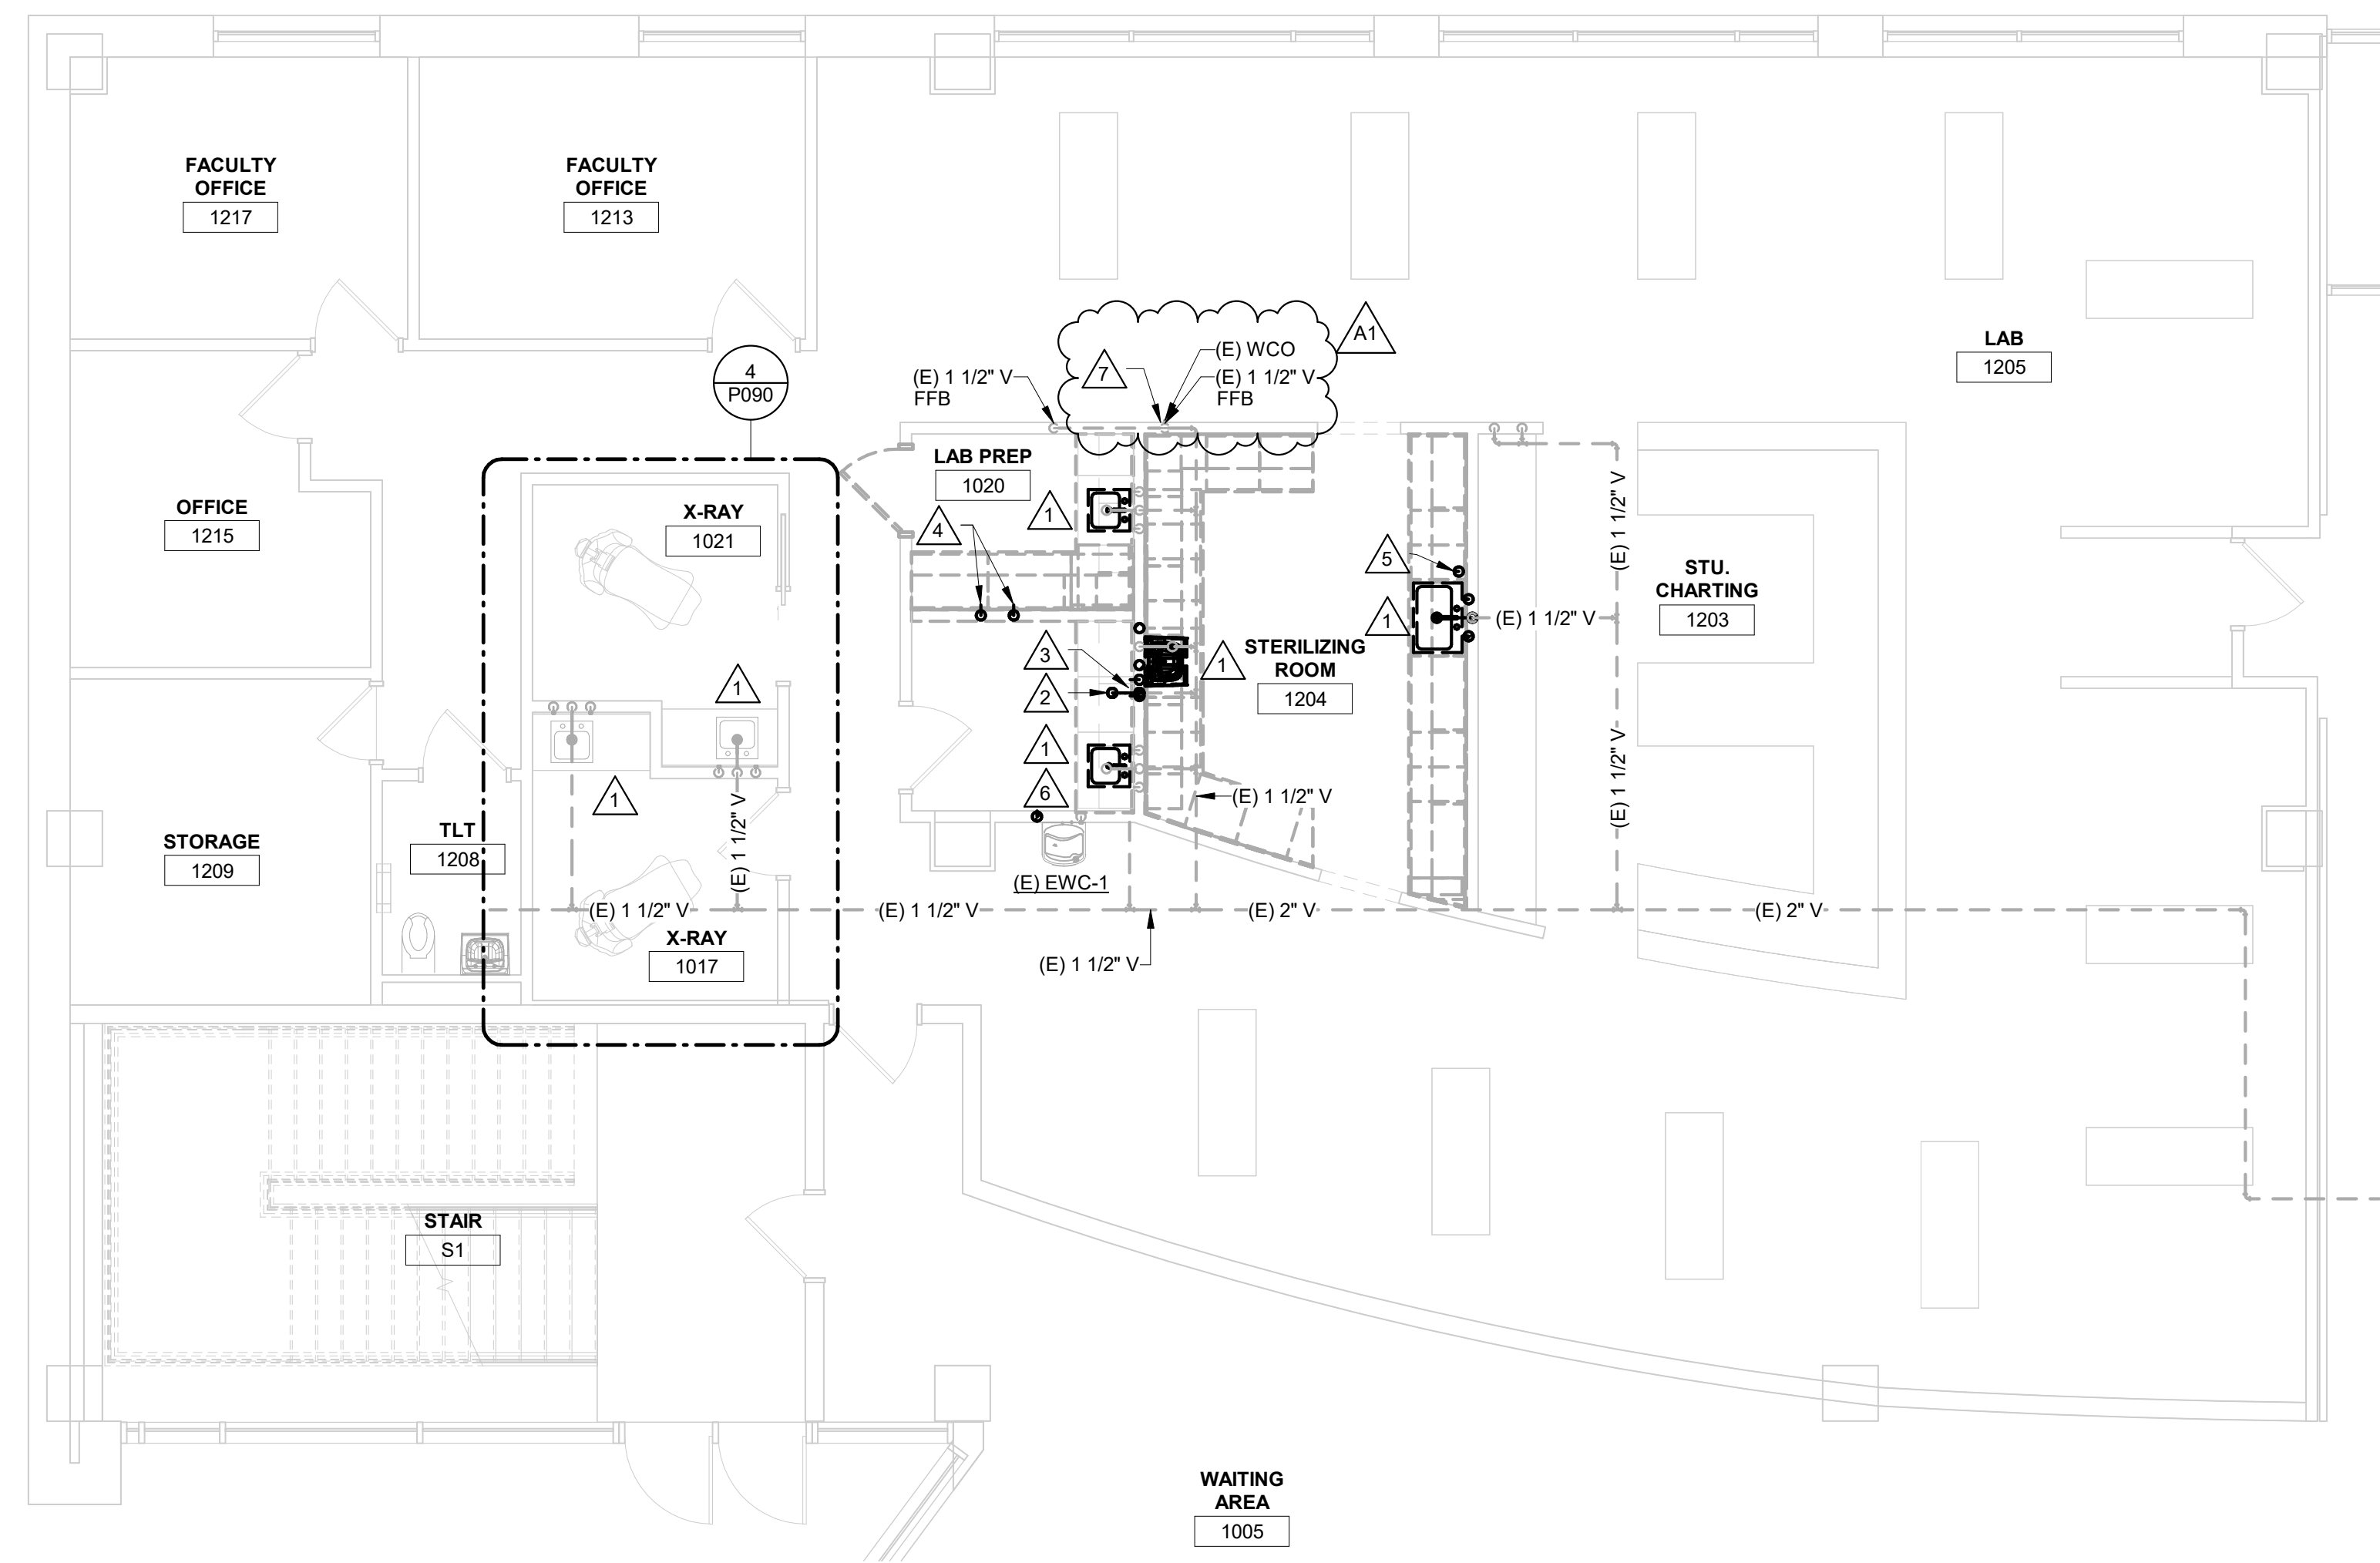 FACULTY
OFFICE
1217
FACULTY
OFFICE
1213
LAB
1205
A1
(E) WCO
7
(E) 1 1/2" V
FFB
(E) 1 1/2" V
FFB
4
P090
LAB PREP
1020
OFFICE
1215
X-RAY
1021
1
4
5
1
(E) 1 1/2" V
(E) 1 1/2" V
STU.
CHARTING
1203
3
2
1
STERILIZING
ROOM
1204
1
1
6
1
(E) 1 1/2" V
(E) 1 1/2" V
(E) 1 1/2" V
STORAGE
1209
TLT
1208
(E) EWC-1
(E) 1 1/2" V
(E) 1 1/2" V
(E) 2" V
(E) 2" V
X-RAY
1017
(E) 1 1/2" V
STAIR
S1
WAITING
AREA
1005